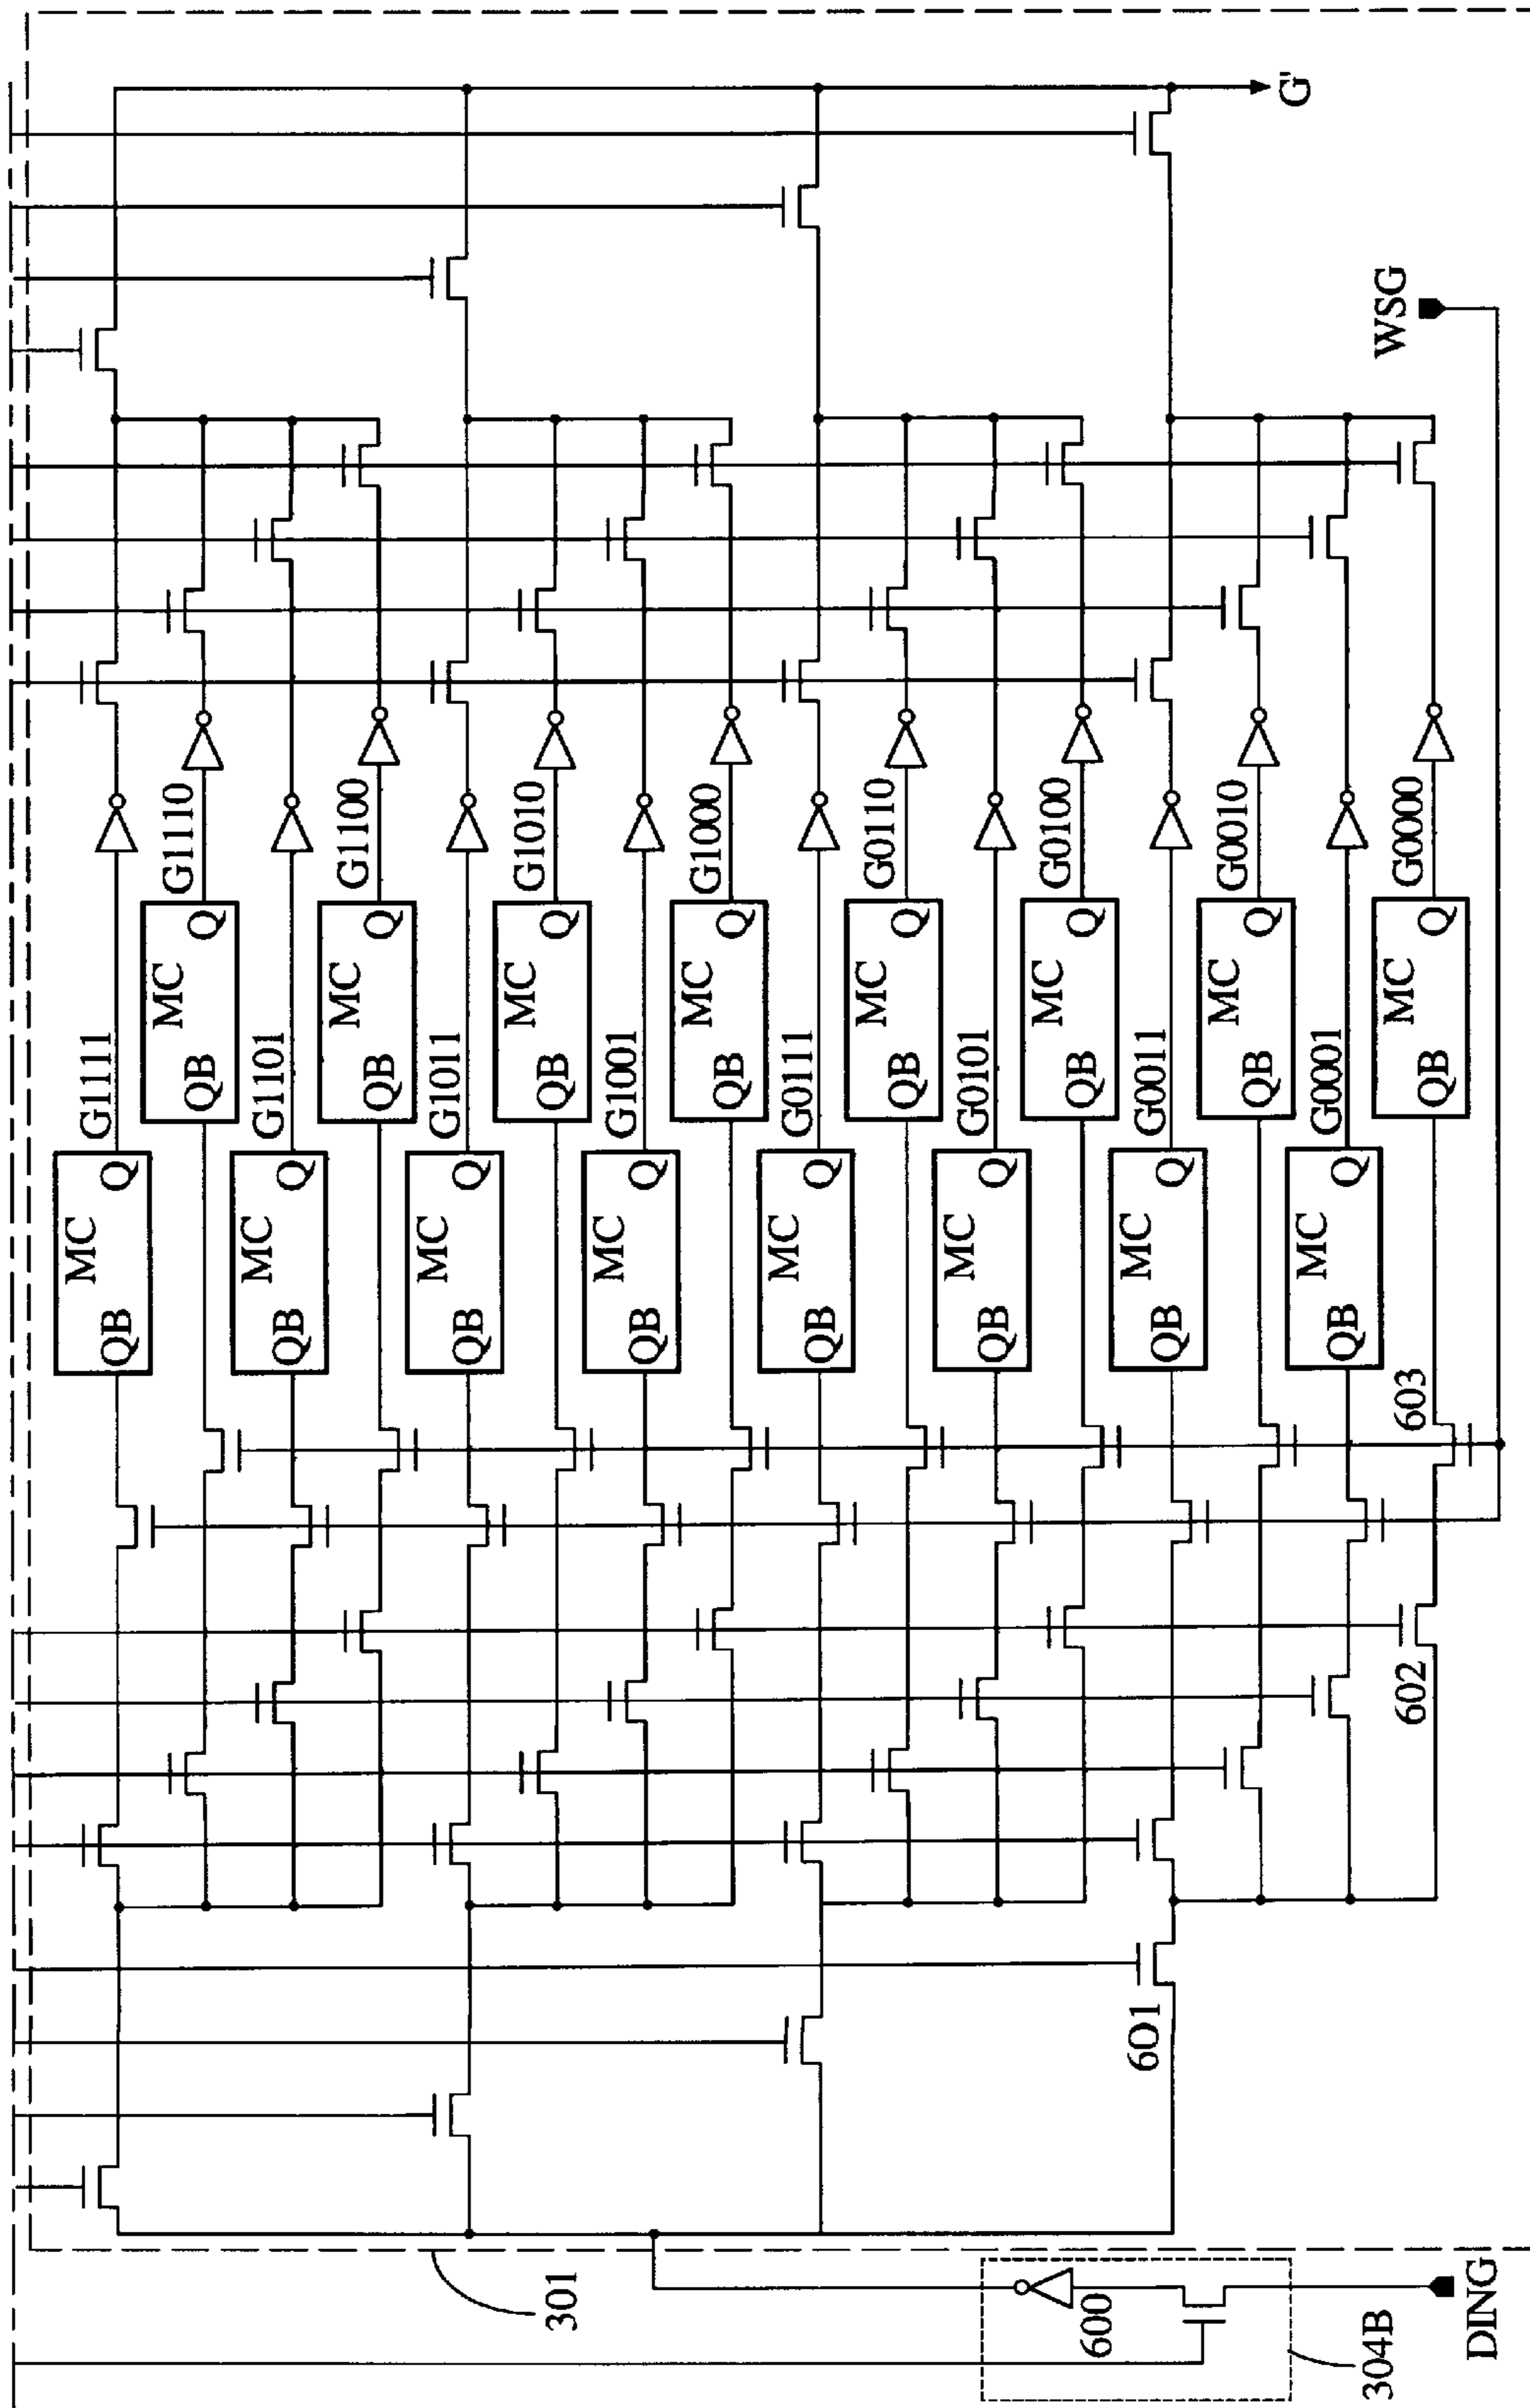 G1111
MC
QB
Q
G1110
MC
QB
Q
G1101
MC
QB
Q
G1100
MC
QB
Q
G1011
MC
QB
Q
G1010
MC
QB
Q
G1001
MC
QB
Q
G1000
MC
QB
Q
G0111
MC
QB
Q
G0110
MC
QB
Q
G0101
MC
QB
Q
G0100
MC
QB
Q
G0011
MC
QB
Q
G0010
MC
QB
Q
G0001
MC
QB
Q
G0000
MC
QB
Q
G"
WSG
603
602
601
301
600
304B
DING